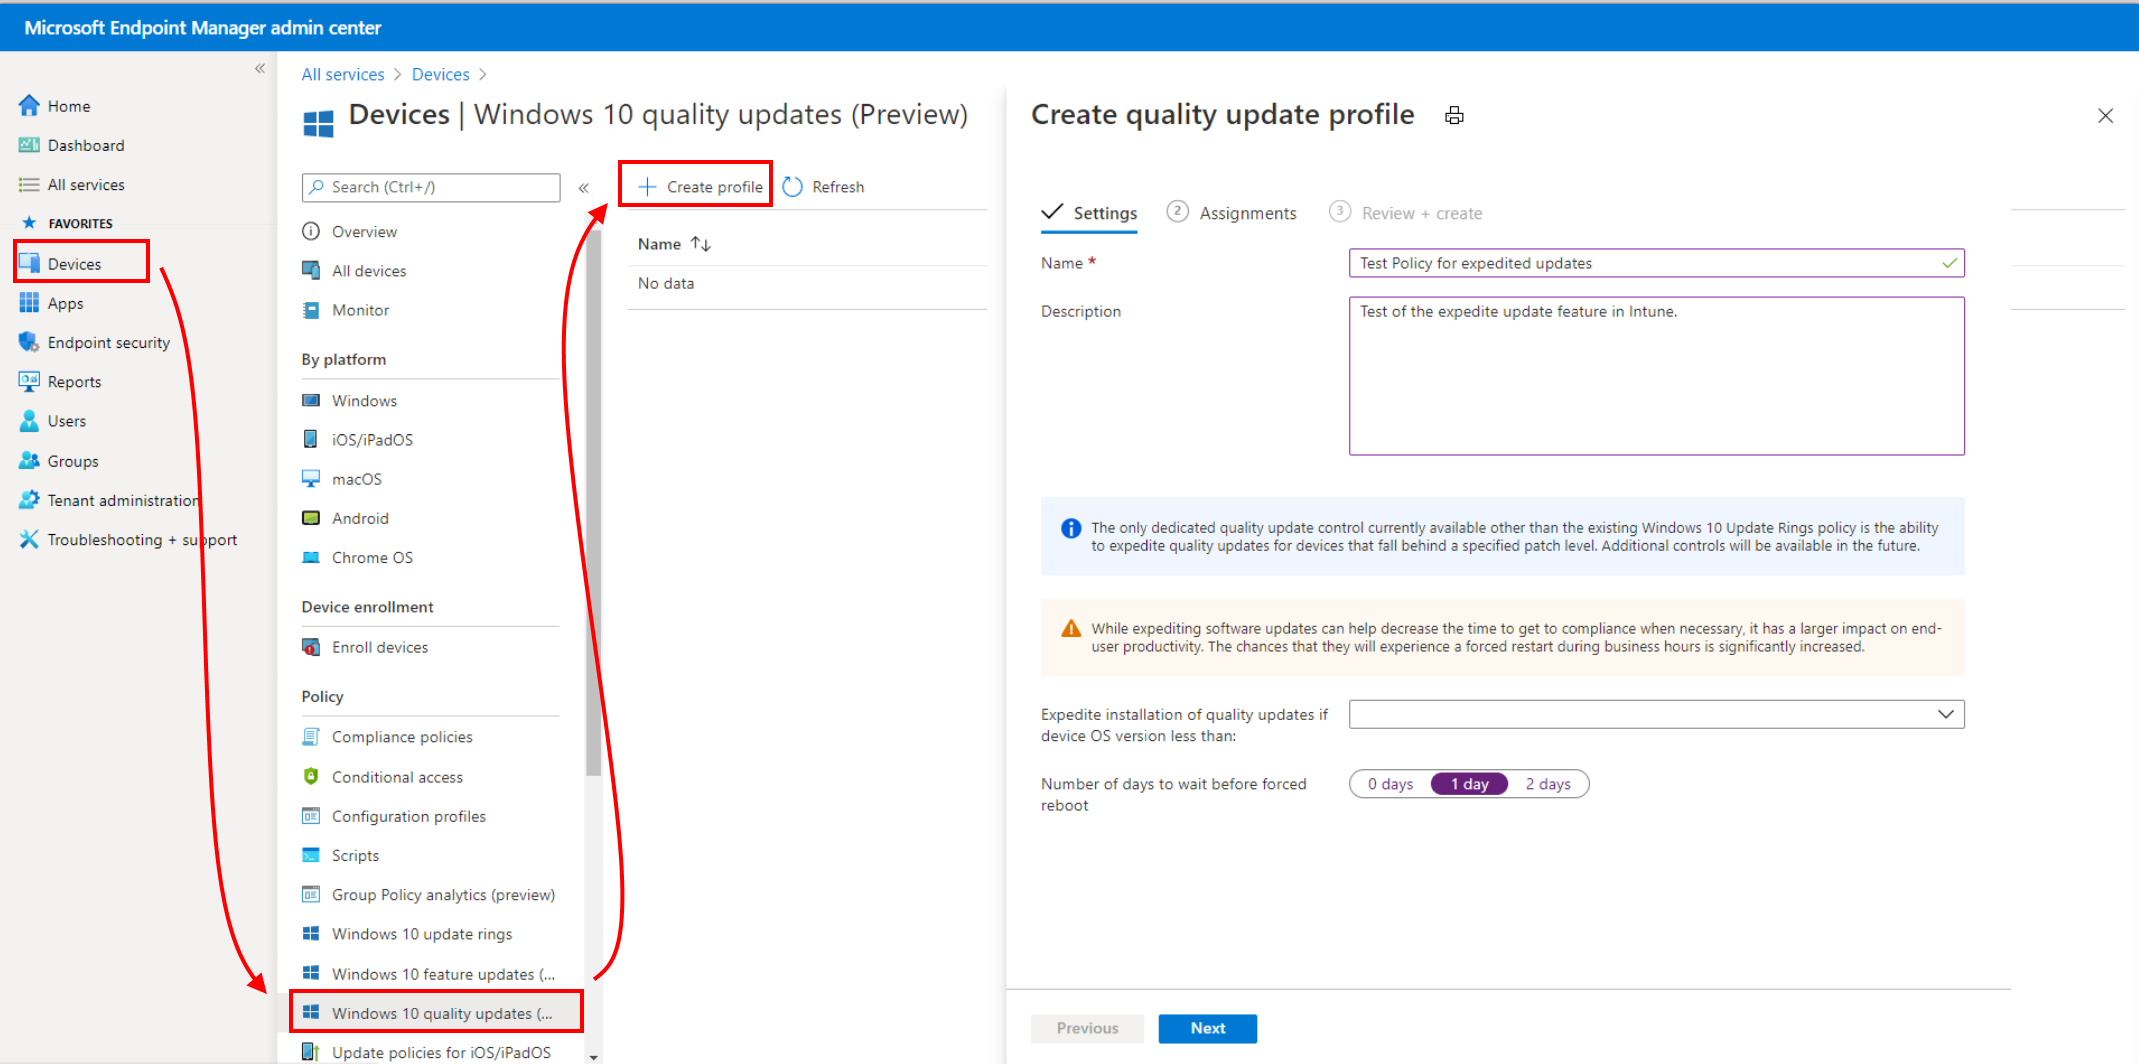 Microsoft Endpoint Manager admin center
Home
Dashboard
All services
FAVORITES
Devices
Apps
Endpoint security
Reports
Users
Groups
Tenant administration
Troubleshooting + support
All services > Devices >
Devices | Windows 10 quality updates (Preview)
Search (Ctrl+/)
Overview
All devices
Monitor
By platform
Windows
iOS/iPadOS
macOS
Android
Chrome OS
Device enrollment
Enroll devices
Policy
Compliance policies
Conditional access
Configuration profiles
Scripts
Group Policy analytics (preview)
Windows 10 update rings
Windows 10 feature updates (...
Windows 10 quality updates (...
Update policies for iOS/iPadOS
Create profile
Refresh
Name ↑↓
No data
Create quality update profile
Settings
2 Assignments
3 Review + create
Name *
Test Policy for expedited updates
Description
Test of the expedite update feature in Intune.
The only dedicated quality update control currently available other than the existing Windows 10 Update Rings policy is the ability
to expedite quality updates for devices that fall behind a specified patch level. Additional controls will be available in the future.
While expediting software updates can help decrease the time to get to compliance when necessary, it has a larger impact on end-
user productivity. The chances that they will experience a forced restart during business hours is significantly increased.
Expedite installation of quality updates if
device OS version less than:
Number of days to wait before forced
reboot
0 days
1 day
2 days
Previous
Next